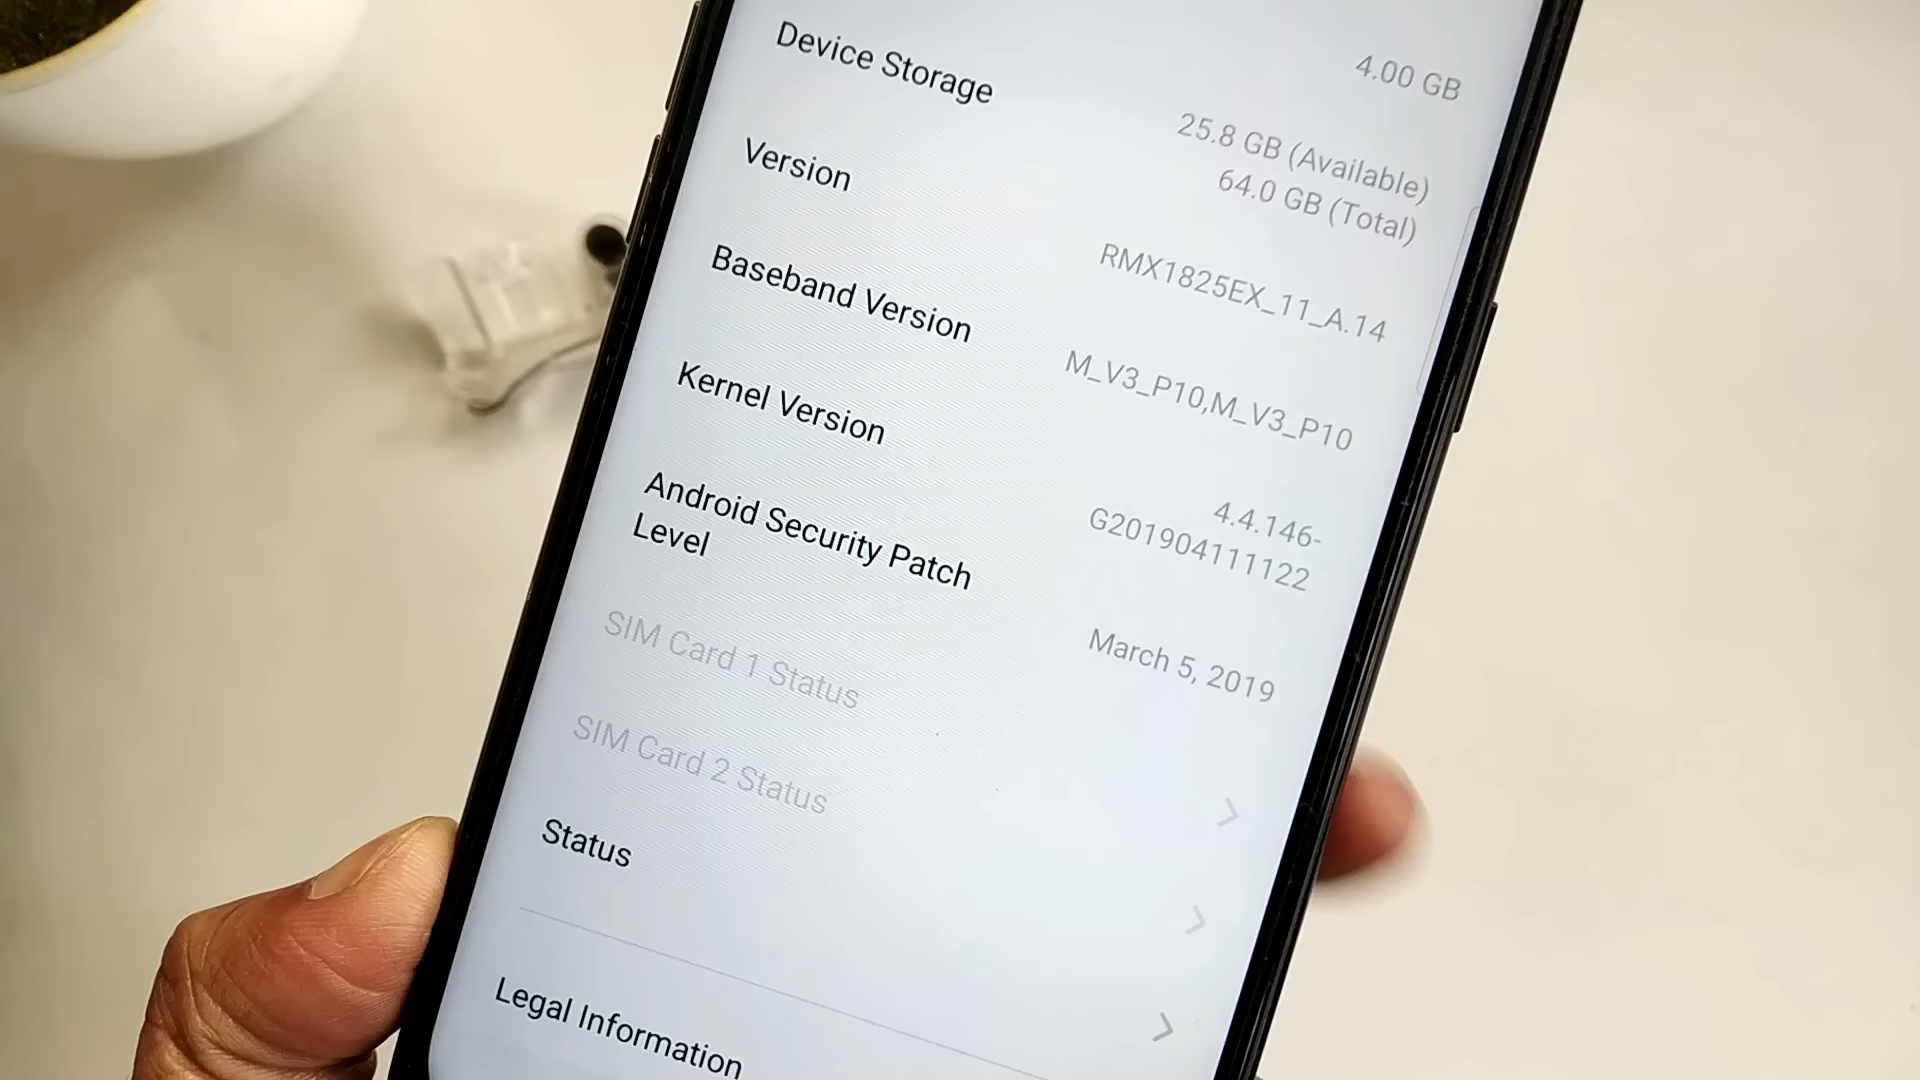 4.00 GB
Device Storage
25.8 GB (Available)
64.0 GB (Total)
Version
RMX1825EX_11_A.14
Baseband Version
M_V3_P10,M_V3_P10
Kernel Version
4.4.146-
G201904111122
Android Security Patch
Level
March 5, 2019
SIM Card 1 Status
SIM Card 2 Status
Status
Legal Information